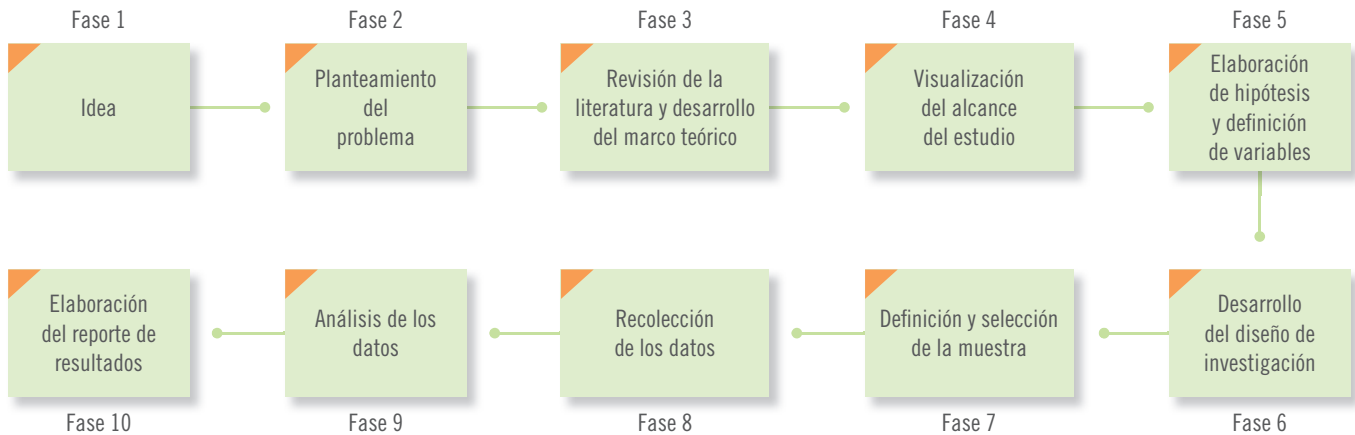 Fase 1
Idea
Fase 2
Planteamiento
del
problema
Fase 3
Revisión de la
literatura y desarrollo
del marco teórico
Fase 4
Visualización
del alcance
del estudio
Fase 5
Elaboración
de hipótesis
y definición
de variables
Desarrollo
del diseño de
investigación
Fase 6
Definición y selección
de la muestra
Fase 7
Recolección
de los datos
Fase 8
Análisis de los
datos
Fase 9
Elaboración
del reporte de
resultados
Fase 10